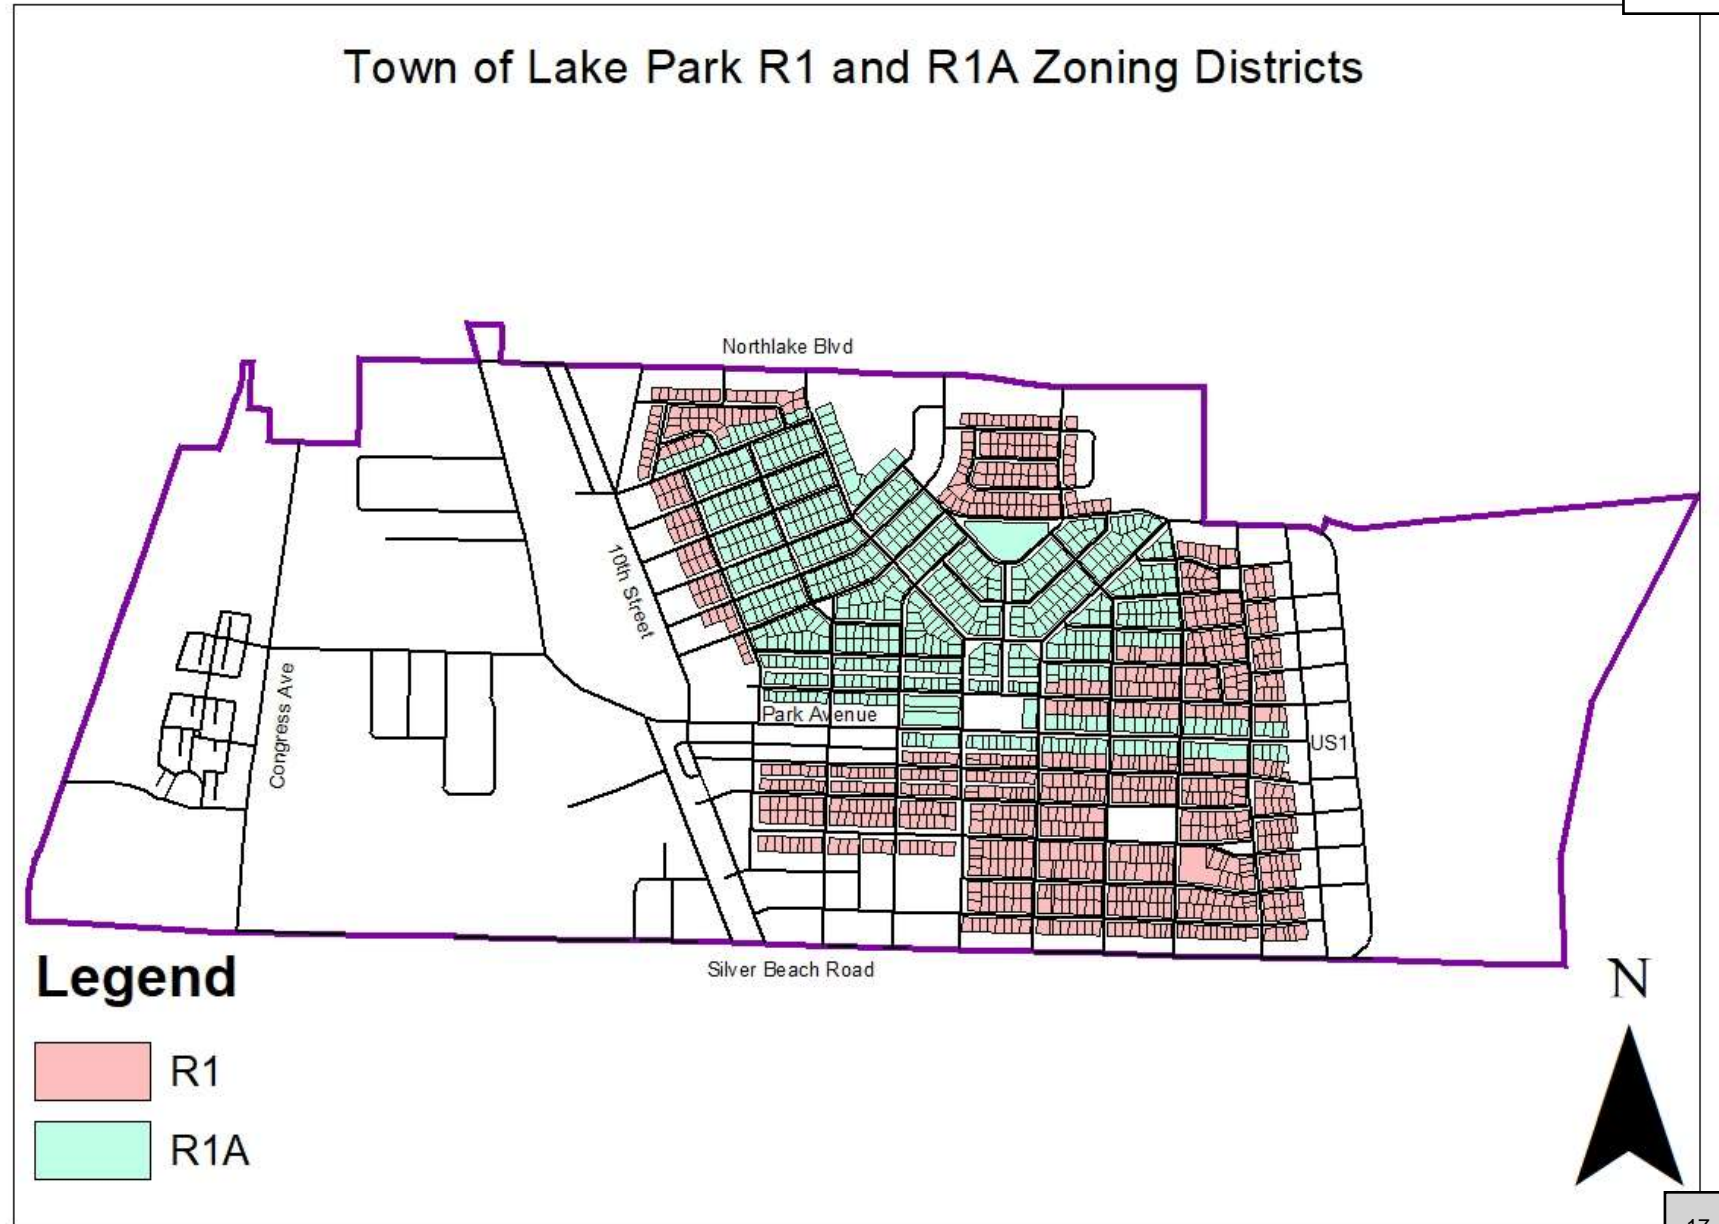 Town of Lake Park R1 and R1A Zoning Districts
Northlake Blvd
10th Street
Congress Ave
Park Avenue
US1
Silver Beach Road
Legend
N
R1
R1A